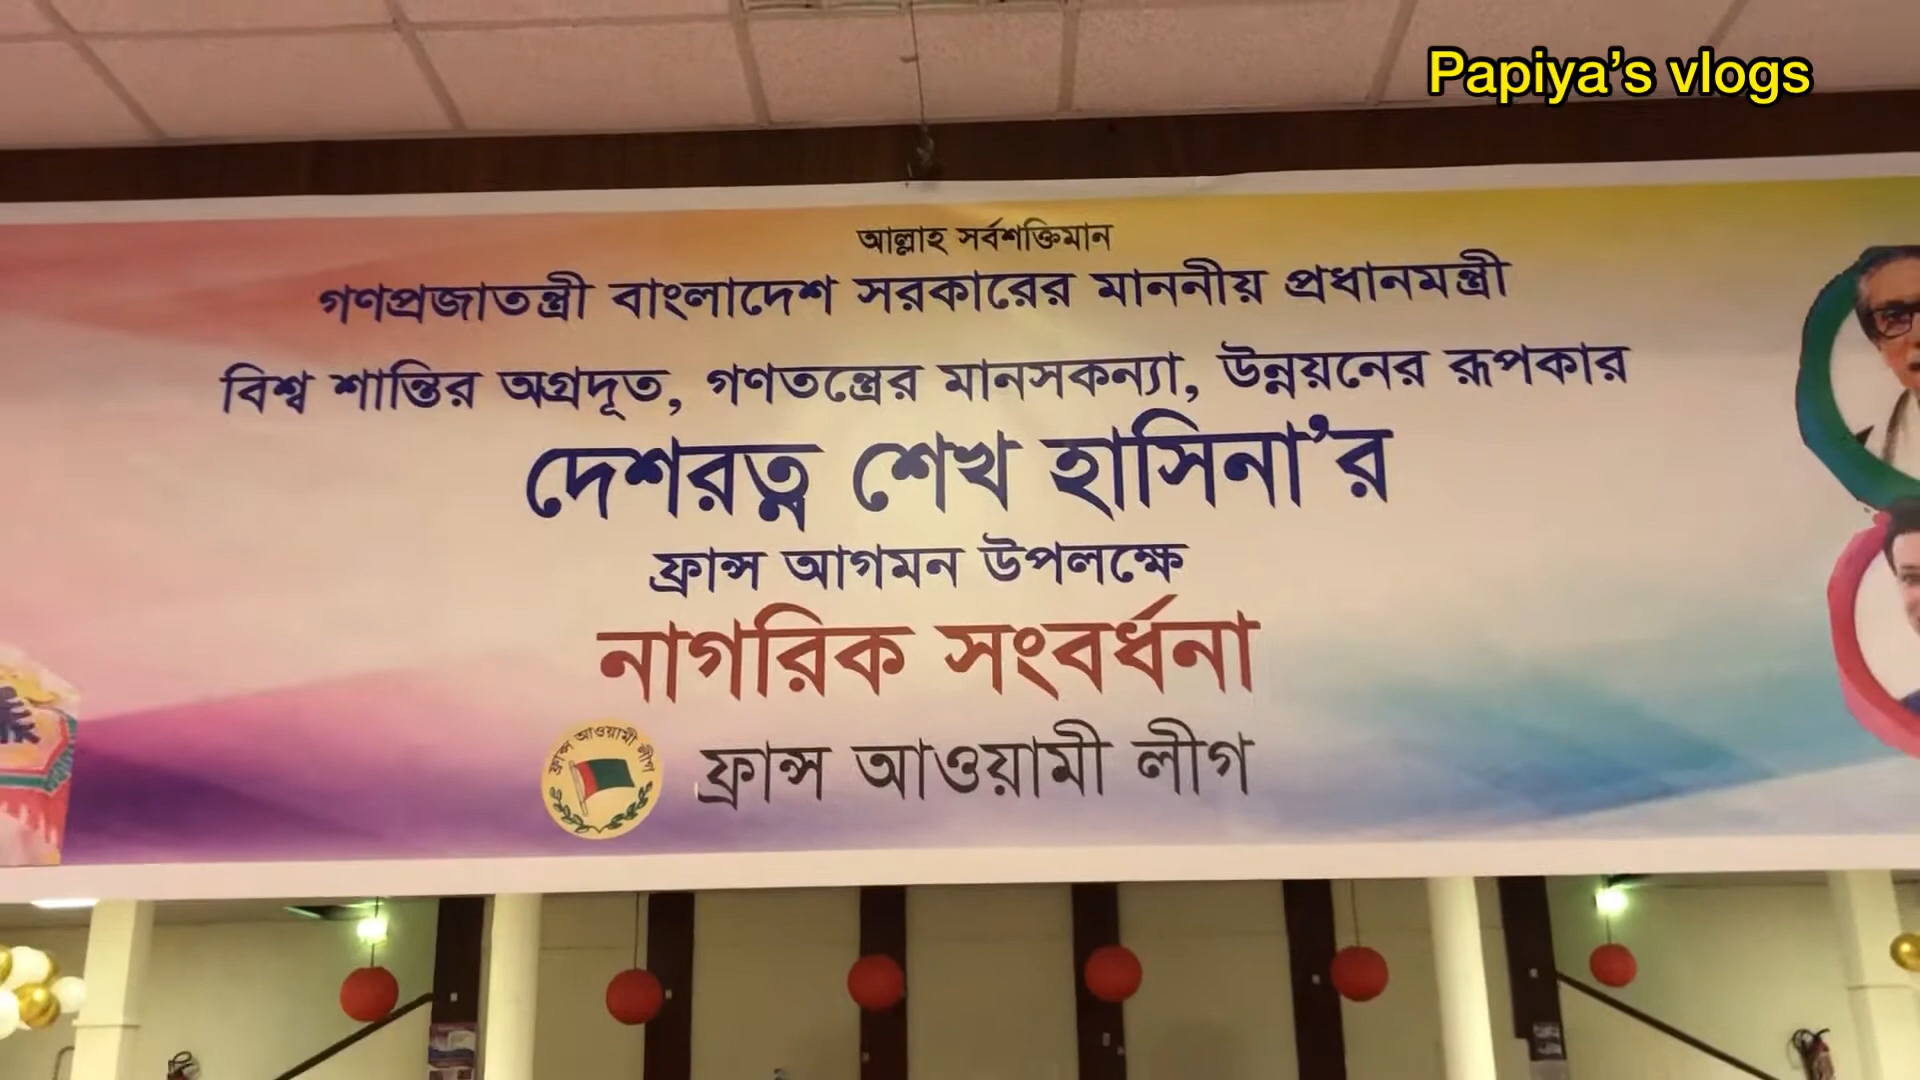 Papiya's vlogs
আল্লাহ সর্বশক্তিমান
গণপ্রজাতন্ত্রী বাংলাদেশ সরকারের মাননীয় প্রধানমন্ত্রী
বিশ্ব শান্তির অগ্রদূত, গণতন্ত্রের মানসকন্যা, উন্নয়নের রূপকার
দেশরত্ন শেখ হাসিনা'র
ফ্রান্স আগমন উপলক্ষে
নাগরিক সংবর্ধনা
ফ্রান্স আওয়ামী লীগ
ফ্রান্স আওয়ামী লীগ